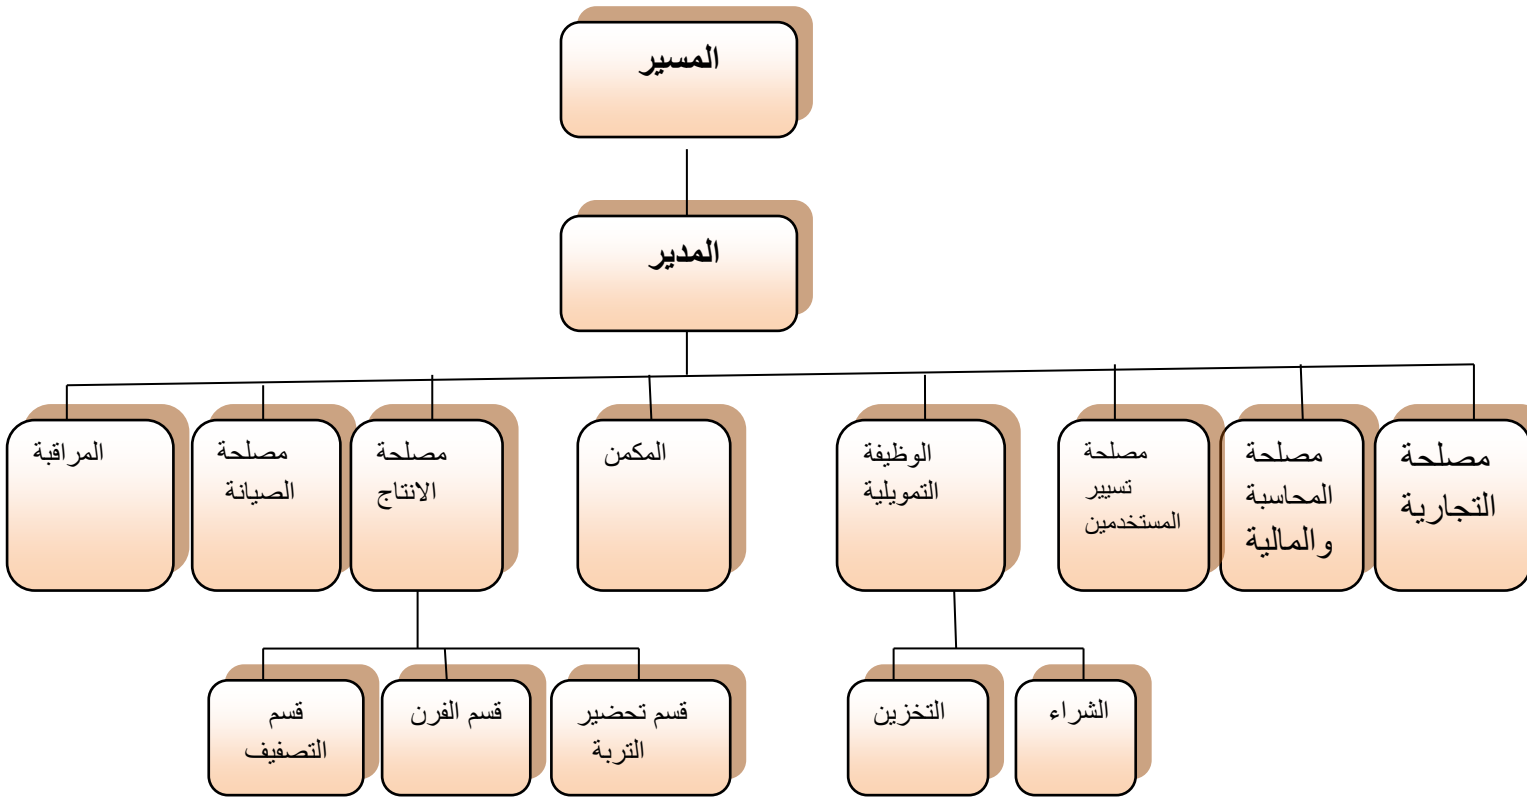 المسير
المدير
مصلحة
التجارية
مصلحة
المحاسبة
والمالية
مصلحة
تسيير
المستخدمين
الوظيفة
التمويلية
المكمن
مصلحة
الانتاج
مصلحة
الصيانة
المراقبة
الشراء
التخزين
قسم تحضير
التربة
قسم الفرن
قسم
التصفيف